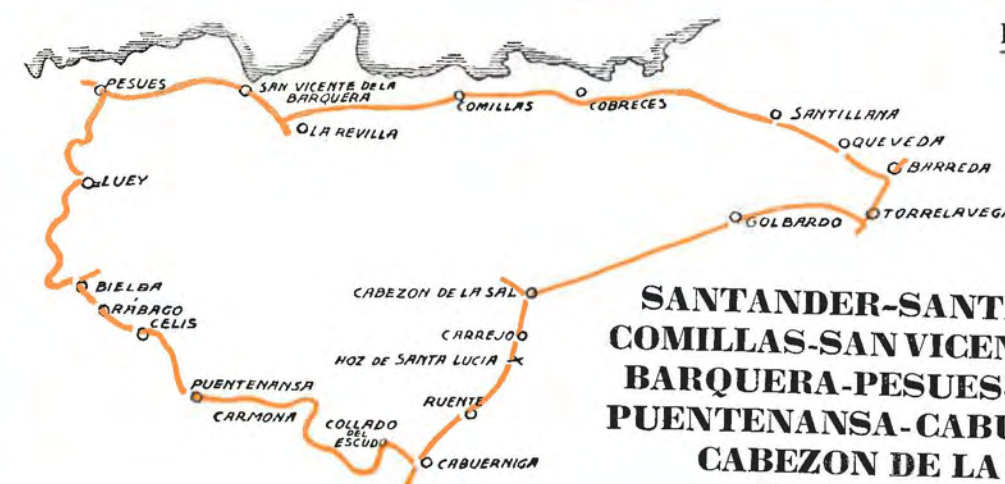 PESUES
SAN VICENTE DE LA
BARQUERA
LA REVILLA
COMILLAS
COBRECES
SANTILLANA
QUEVEDA
BARREDA
TORRELAVEGA
GOLBARDO
LUEY
BIELBA
RÁBAGO
CELIS
CABEZON DE LA SAL
CARREJO
HOZ DE SANTA LUCIA
RUENTE
PUENTENANSA
CARMONA
COLLADO
DEL
ESCUDO
CABUERNIGA
SANTANDER-SANT
COMILLAS-SAN VICEN
BARQUERA-PESUES-
PUENTENANSA-CABU
CABEZON DE LA